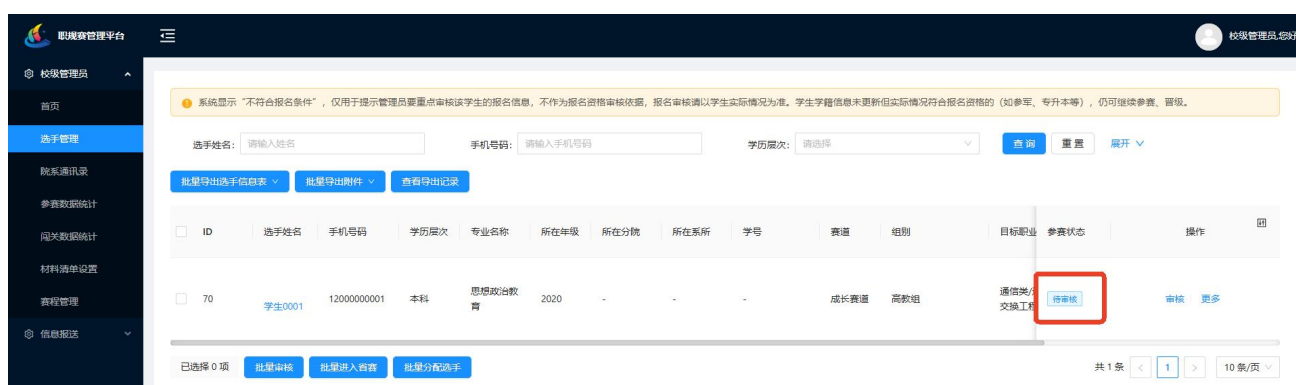 职规赛管理平台
校级管理员,您好
校级管理员
首页
选手管理
院系通讯录
参赛数据统计
闯关数据统计
材料清单设置
赛程管理
信息报送
系统显示“不符合报名条件”,仅用于提示管理员要重点审核该学生的报名信息,不作为报名资格审核依据,报名审核请以学生实际情况为准。学生学籍信息未更新但实际情况符合报名资格的(如参军、专升本等),仍可继续参赛、晋级。
选手姓名: 请输入姓名 手机号码: 请输入手机号码 学历层次: 请选择 查 询 重 置 展开
批量导出选手信息表 批量导出附件 查看导出记录
ID 选手姓名 手机号码 学历层次 专业名称 所在年级 所在分院 所在系所 学号 赛道 组别 目标职业 参赛状态 操作
70 学生0001 12000000001 本科 思想政治教育 2020 - - - 成长赛道 高教组 通信类/ 交换工程 待审核 审核 更多
已选择 0 项 批量审核 批量进入省赛 批量分配选手 共 1 条 < 1 > 10 条/页